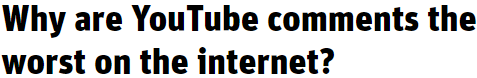 Why are YouTube comments the
worst on the internet?